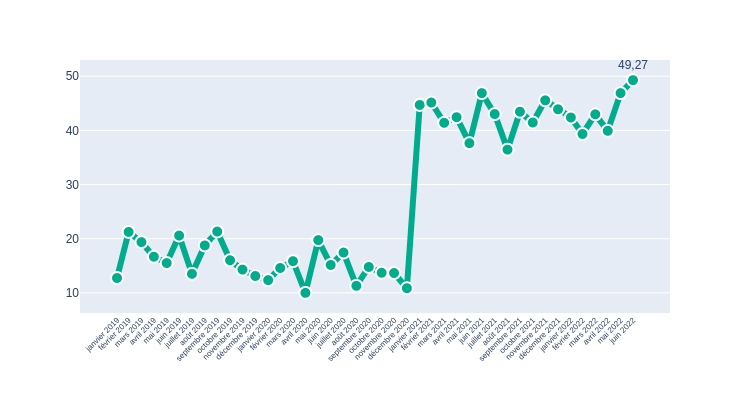 49,27
50
40
30
20
10
janvier 2019
février 2019
mars 2019
avril 2019
mai 2019
juin 2019
juillet 2019
août 2019
septembre 2019
octobre 2019
novembre 2019
décembre 2019
janvier 2020
février 2020
mars 2020
avril 2020
mai 2020
juin 2020
juillet 2020
août 2020
septembre 2020
octobre 2020
novembre 2020
décembre 2020
janvier 2021
février 2021
mars 2021
avril 2021
mai 2021
juin 2021
juillet 2021
août 2021
septembre 2021
octobre 2021
novembre 2021
décembre 2021
janvier 2022
février 2022
mars 2022
avril 2022
mai 2022
juin 2022